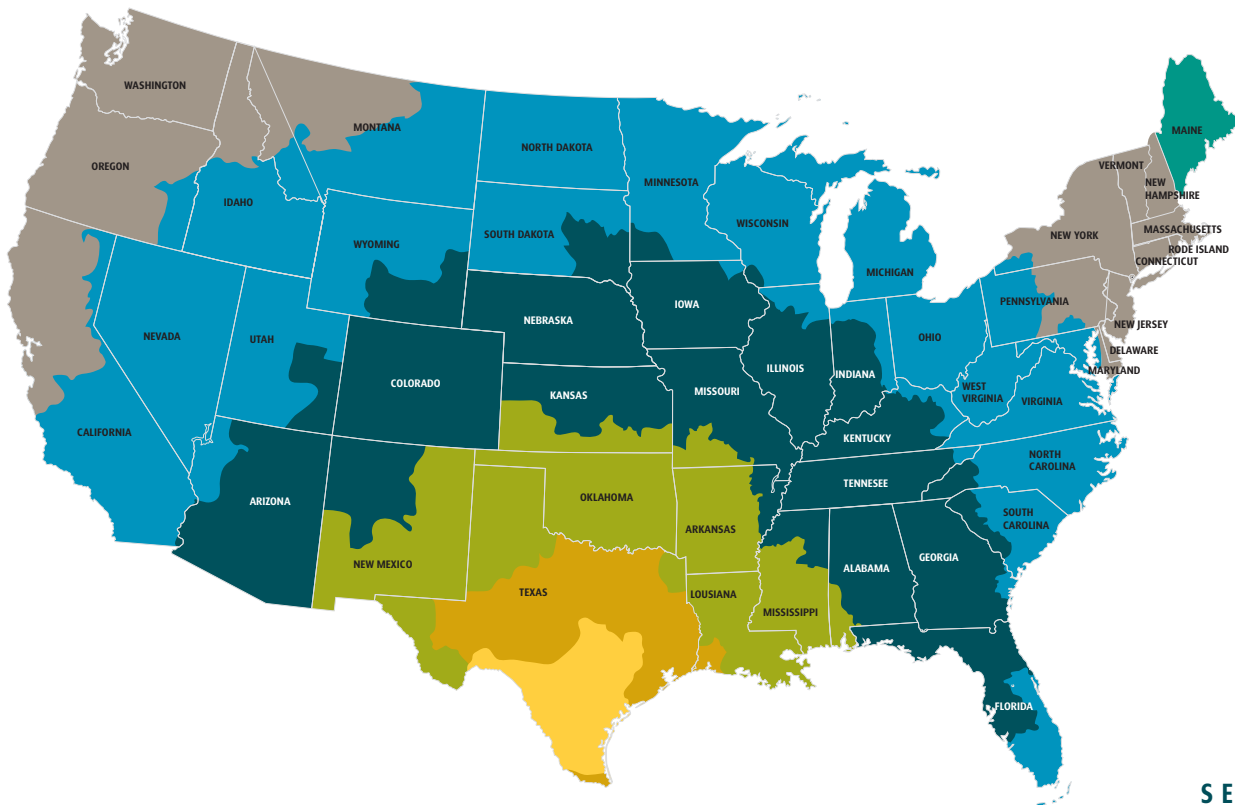 WASHINGTON
MONTANA
OREGON
IDAHO
NORTH DAKOTA
MINNESOTA
SOUTH DAKOTA
WYOMING
WISCONSIN
MICHIGAN
MAINE
VERMONT
NEW
HAMPSHIRE
MASSACHUSETTS
NEW YORK
RODE ISLAND
CONNECTICUT
PENNSYLVANIA
NEW JERSEY
DELAWARE
MARYLAND
NEVADA
UTAH
CALIFORNIA
COLORADO
NEBRASKA
IOWA
KANSAS
MISSOURI
ILLINOIS
INDIANA
OHIO
WEST
VIRGINIA
VIRGINIA
KENTUCKY
NORTH
CAROLINA
TENNESEE
SOUTH
CAROLINA
ARIZONA
NEW MEXICO
OKLAHOMA
ARKANSAS
TEXAS
LOUSIANA
MISSISSIPPI
ALABAMA
GEORGIA
FLORIDA
SE